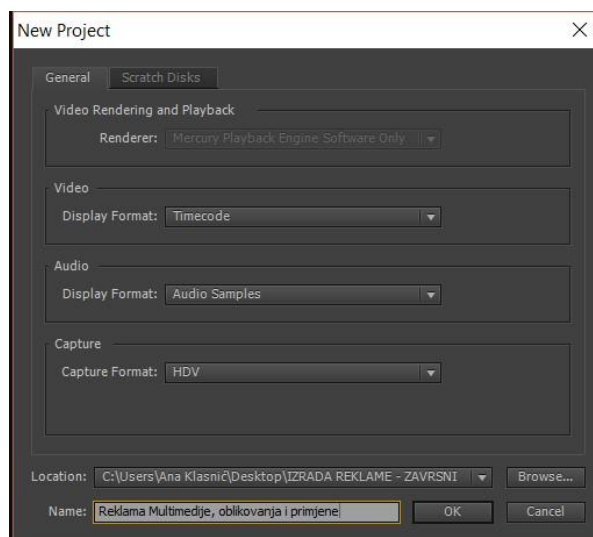 New Project
General Scratch Disks
Video Rendering and Playback
Renderer: Mercury Playback Engine Software Only
Video
Display Format: Timecode
Audio
Display Format: Audio Samples
Capture
Capture Format: HDV
Location: C:\Users\Ana Klasnić\Desktop\IZRADA REKLAME - ZAVRSNI Browse...
Name: Reklama Multimedije, oblikovanja i primjene OK Cancel